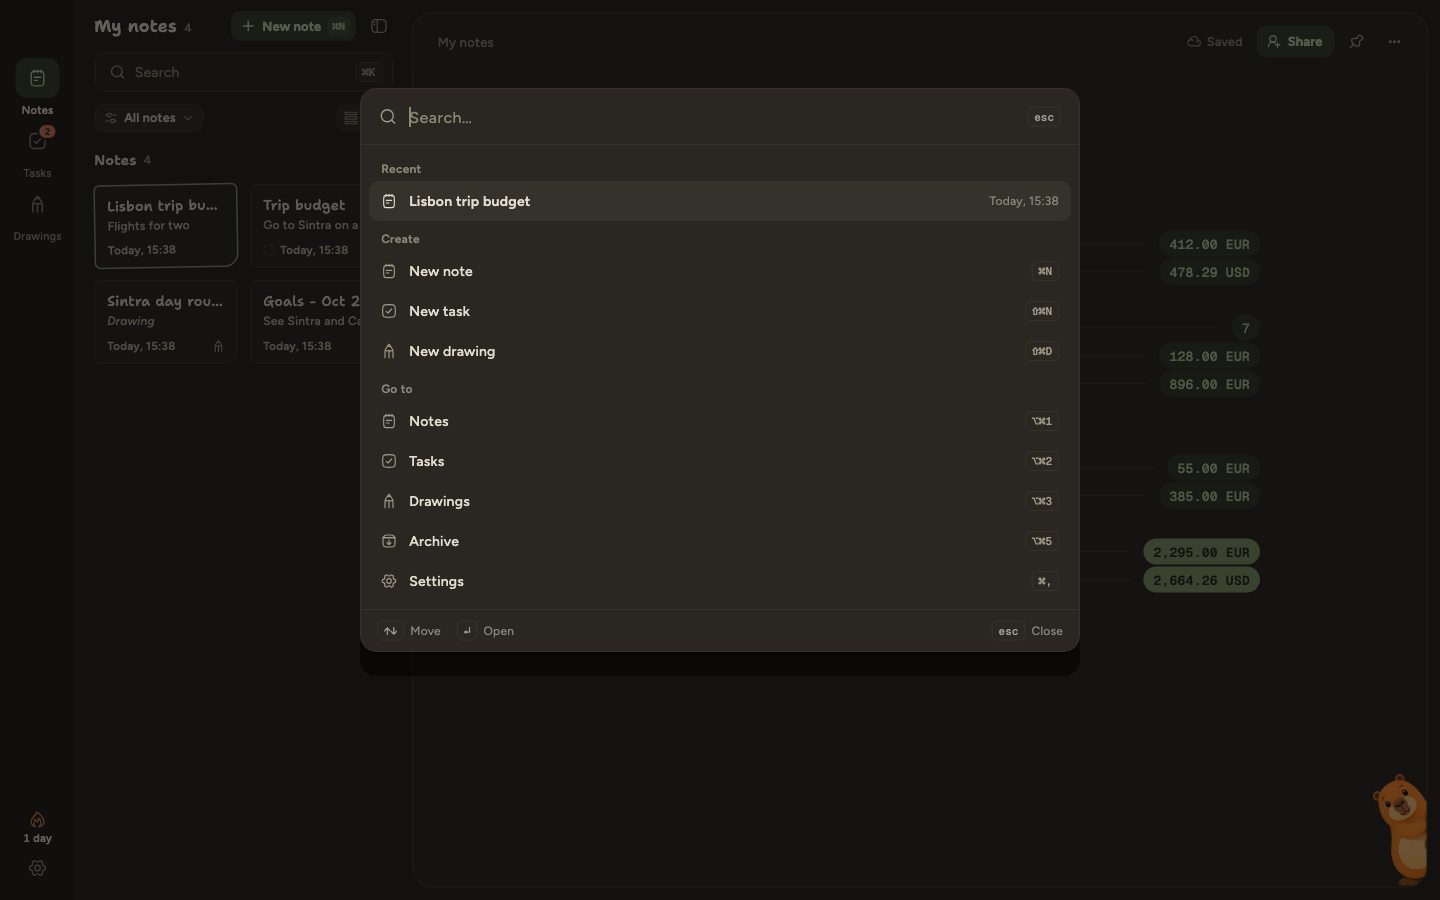 My notes 4
New note ⌘N
Search ⌘K
All notes
Notes 4
Lisbon trip bu...
Flights for two
Today, 15:38
Trip budget
Go to Sintra on a
Today, 15:38
Sintra day rou...
Drawing
Today, 15:38
Goals - Oct 2
See Sintra and Ca
Today, 15:38
Notes
2
Tasks
Drawings
1 day
My notes
Saved
Share
412.00 EUR
478.29 USD
7
128.00 EUR
896.00 EUR
55.00 EUR
385.00 EUR
2,295.00 EUR
2,664.26 USD
Search... esc
Recent
Lisbon trip budget Today, 15:38
Create
New note ⌘N
New task ⇧⌘N
New drawing ⇧⌘D
Go to
Notes ⌥⌘1
Tasks ⌥⌘2
Drawings ⌥⌘3
Archive ⌥⌘5
Settings ⌘,
↑↓ Move ↵ Open esc Close